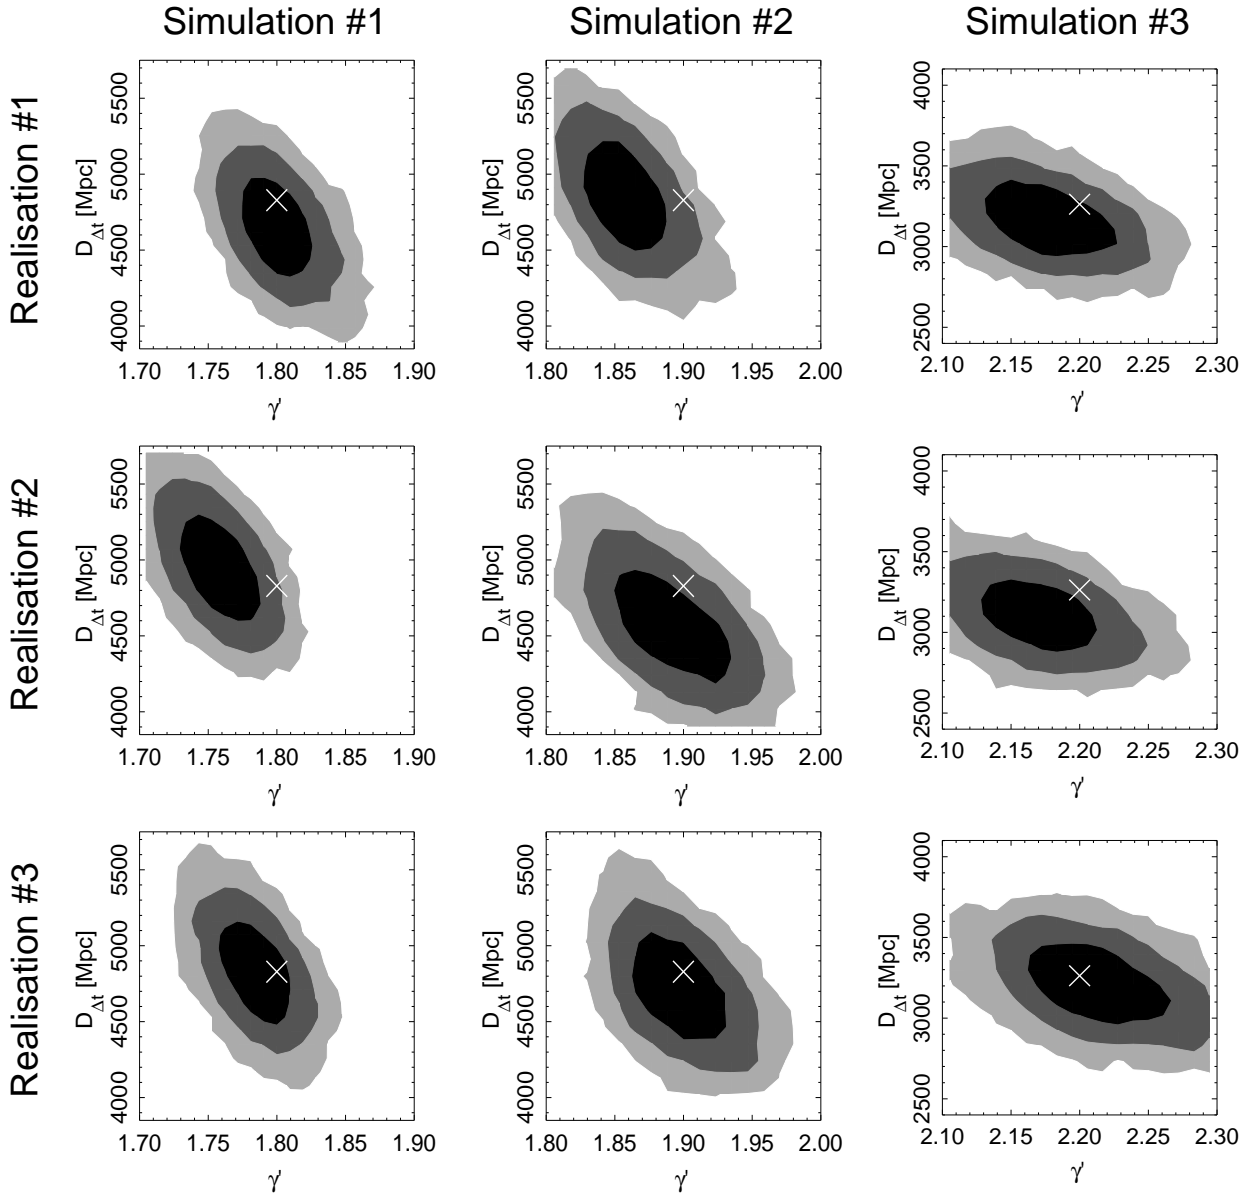 Simulation #1 Simulation #2 Simulation #3
Realisation #1
D_Δt [Mpc]
4000 4500 5000 5500
1.70 1.75 1.80 1.85 1.90
γ'
D_Δt [Mpc]
4000 4500 5000 5500
1.80 1.85 1.90 1.95 2.00
γ'
D_Δt [Mpc]
2500 3000 3500 4000
2.10 2.15 2.20 2.25 2.30
γ'
Realisation #2
D_Δt [Mpc]
4000 4500 5000 5500
1.70 1.75 1.80 1.85 1.90
γ'
D_Δt [Mpc]
4000 4500 5000 5500
1.80 1.85 1.90 1.95 2.00
γ'
D_Δt [Mpc]
2500 3000 3500 4000
2.10 2.15 2.20 2.25 2.30
γ'
Realisation #3
D_Δt [Mpc]
4000 4500 5000 5500
1.70 1.75 1.80 1.85 1.90
γ'
D_Δt [Mpc]
4000 4500 5000 5500
1.80 1.85 1.90 1.95 2.00
γ'
D_Δt [Mpc]
2500 3000 3500 4000
2.10 2.15 2.20 2.25 2.30
γ'